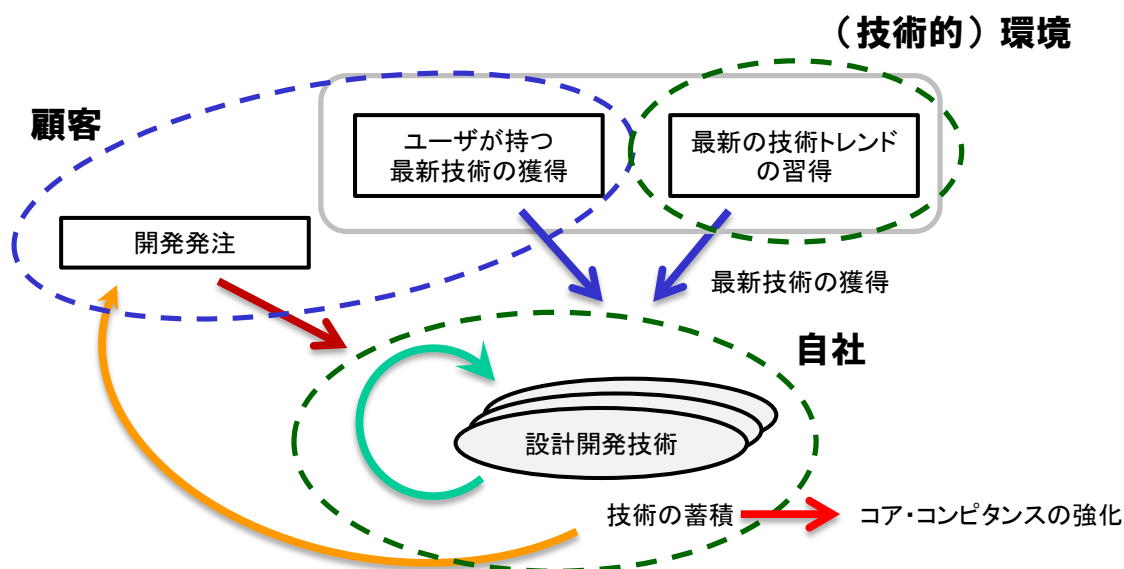 （技術的）環境
顧客
ユーザが持つ
最新技術の獲得
最新の技術トレンド
の習得
開発発注
最新技術の獲得
自社
設計開発技術
技術の蓄積
コア・コンピタンスの強化